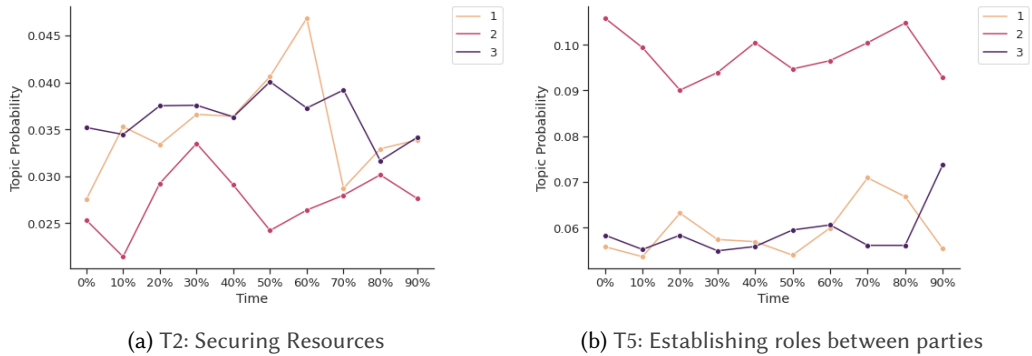 0.045
0.040
0.035
0.030
0.025
Topic Probability
0% 10% 20% 30% 40% 50% 60% 70% 80% 90%
Time
1
2
3
(a) T2: Securing Resources
0.10
0.09
0.08
0.07
0.06
Topic Probability
0% 10% 20% 30% 40% 50% 60% 70% 80% 90%
Time
1
2
3
(b) T5: Establishing roles between parties